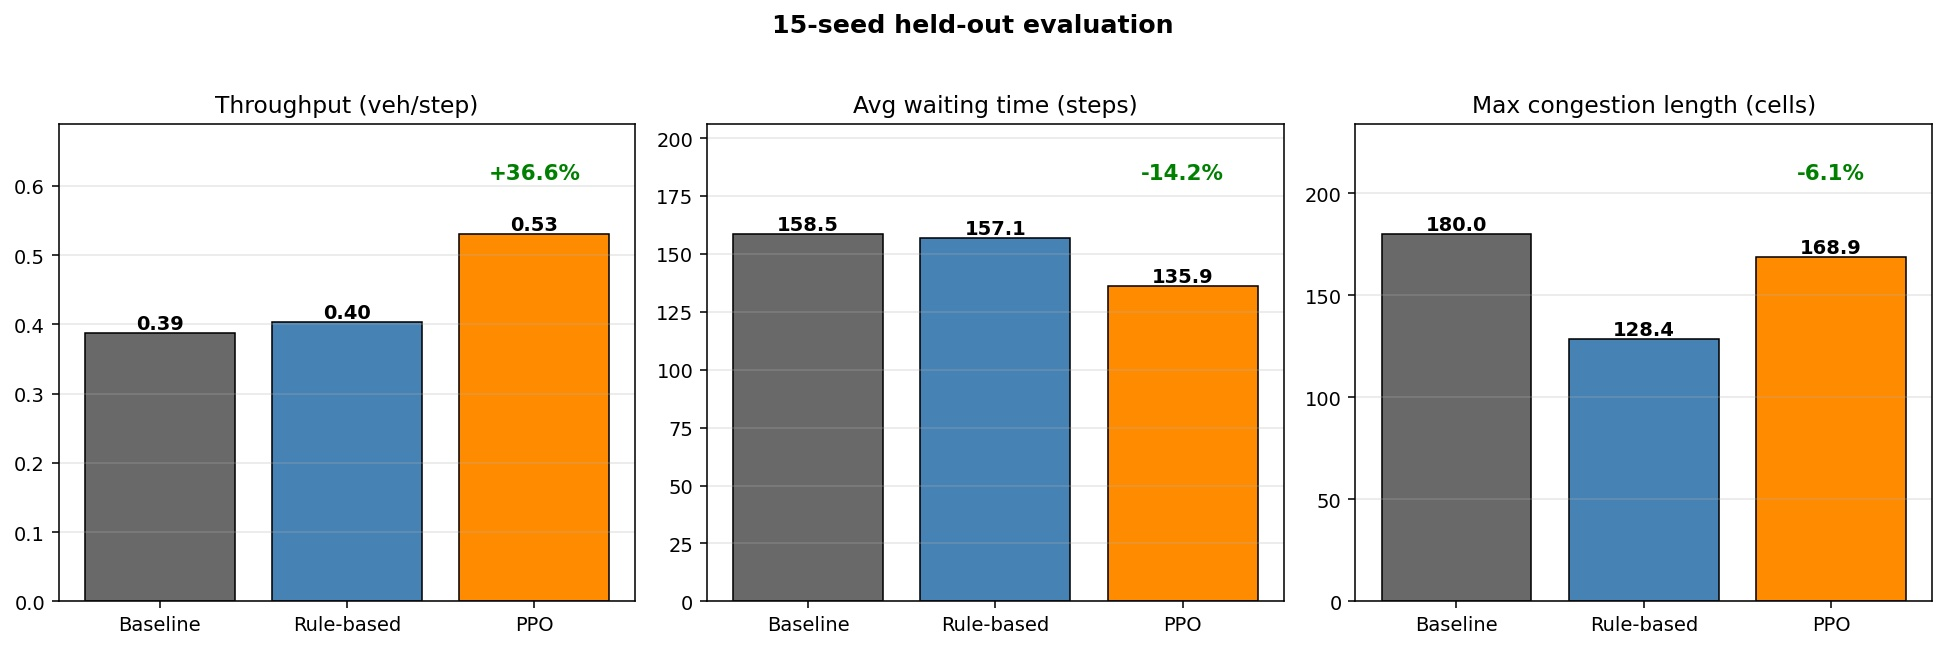 15-seed held-out evaluation
Throughput (veh/step)
+36.6%
0.6
0.5
0.4
0.3
0.2
0.1
0.0
0.39
0.40
0.53
Baseline
Rule-based
PPO
Avg waiting time (steps)
-14.2%
200
175
150
125
100
75
50
25
0
158.5
157.1
135.9
Baseline
Rule-based
PPO
Max congestion length (cells)
-6.1%
200
150
100
50
0
180.0
128.4
168.9
Baseline
Rule-based
PPO